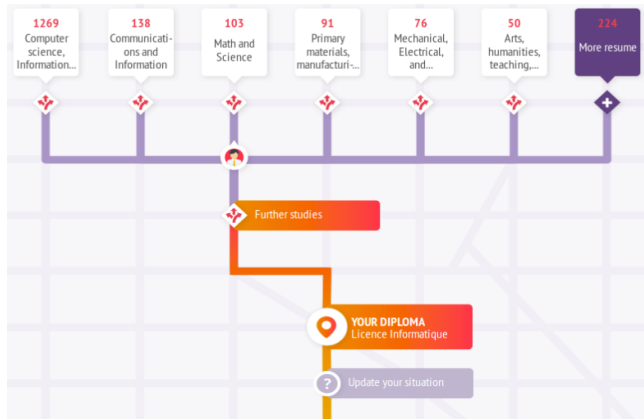 1269
Computer
science,
Information...
138
Communicati-
ons and
Information
103
Math and
Science
91
Primary
materials,
manufacturi-...
76
Mechanical,
Electrical,
and...
50
Arts,
humanities,
teaching,...
224
More resume
Further studies
YOUR DIPLOMA
Licence Informatique
?
Update your situation